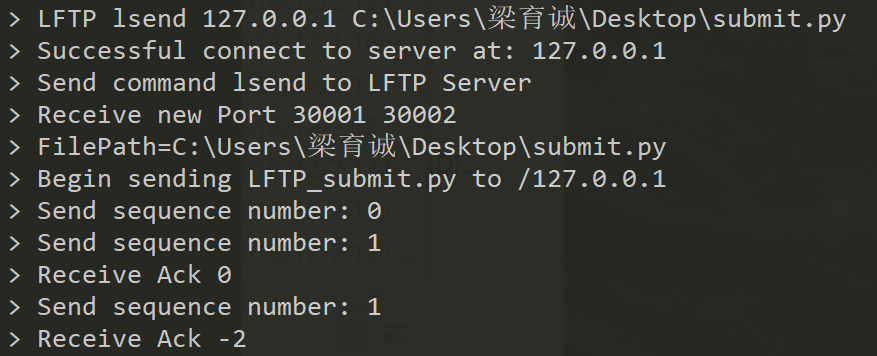 > LFTP lsend 127.0.0.1 C:\Users\梁育诚\Desktop\submit.py
> Successful connect to server at: 127.0.0.1
> Send command lsend to LFTP Server
> Receive new Port 30001 30002
> FilePath=C:\Users\梁育诚\Desktop\submit.py
> Begin sending LFTP_submit.py to /127.0.0.1
> Send sequence number: 0
> Send sequence number: 1
> Receive Ack 0
> Send sequence number: 1
> Receive Ack -2